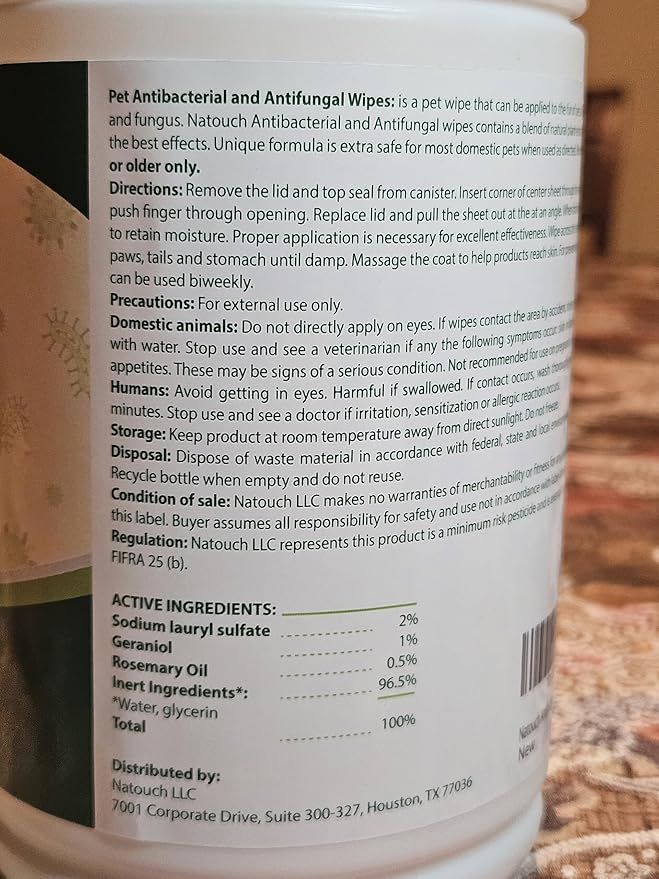 Pet Antibacterial and Antifungal Wipes: is a pet wipe that can be applied to the fur of
and fungus. Natouch Antibacterial and Antifungal wipes contains a blend of natural
the best effects. Unique formula is extra safe for most domestic pets when used as directed.
or older only.
Directions: Remove the lid and top seal from canister. Insert corner of center sheet through
push finger through opening. Replace lid and pull the sheet out at the at an angle. When
to retain moisture. Proper application is necessary for excellent effectiveness. Wipe across
paws, tails and stomach until damp. Massage the coat to help products reach skin. For
can be used biweekly.
Precautions: For external use only.
Domestic animals: Do not directly apply on eyes. If wipes contact the area by accident,
with water. Stop use and see a veterinarian if any the following symptoms occur: skin
appetites. These may be signs of a serious condition. Not recommended for use on
Humans: Avoid getting in eyes. Harmful if swallowed. If contact occurs, wash
minutes. Stop use and see a doctor if irritation, sensitization or allergic reaction occurs.
Storage: Keep product at room temperature away from direct sunlight. Do not freeze.
Disposal: Dispose of waste material in accordance with federal, state and local
Recycle bottle when empty and do not reuse.
Condition of sale: Natouch LLC makes no warranties of merchantability or fitness for
this label. Buyer assumes all responsibility for safety and use not in accordance with
Regulation: Natouch LLC represents this product is a minimum risk pesticide and
FIFRA 25 (b).
ACTIVE INGREDIENTS:
Sodium lauryl sulfate 2%
Geraniol 1%
Rosemary Oil 0.5%
Inert Ingredients*: 96.5%
*Water, glycerin
Total 100%
Distributed by:
Natouch LLC
7001 Corporate Drive, Suite 300-327, Houston, TX 77036
Natouch
New